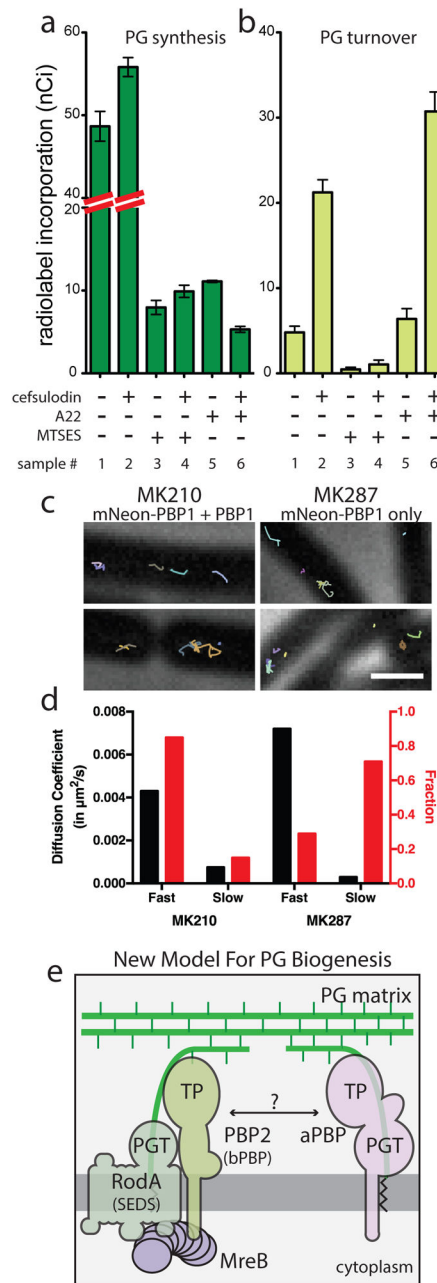 a
PG synthesis
b
PG turnover
radiolabel incorporation (nCi)
60
50
40
20
10
0
40
30
20
10
0
cefsulodin - + - + - + - + - + - +
A22 - - - - + + - - - - + +
MTSES - - + + - - - - + + - -
sample # 1 2 3 4 5 6 1 2 3 4 5 6
c
MK210
mNeon-PBP1 + PBP1
MK287
mNeon-PBP1 only
d
Diffusion Coefficient
(in µm²/s)
0.008
0.006
0.004
0.002
0.000
1.0
0.8
0.6
0.4
0.2
0.0
Fraction
Fast Slow Fast Slow
MK210 MK287
e
New Model For PG Biogenesis
PG matrix
TP
PGT
RodA
(SEDS)
?
PBP2
(bPBP)
aPBP
TP
PGT
MreB
cytoplasm